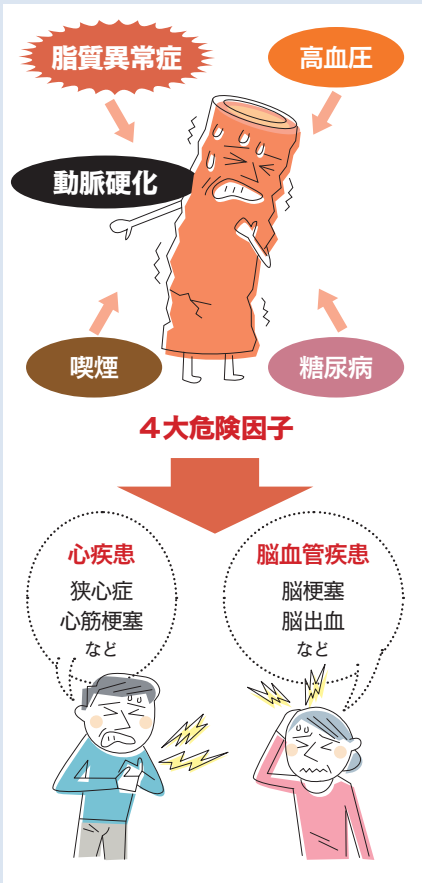 脂質異常症
高血圧
動脈硬化
喫煙
糖尿病
4大危険因子
心疾患
狭心症
心筋梗塞
など
脳血管疾患
脳梗塞
脳出血
など